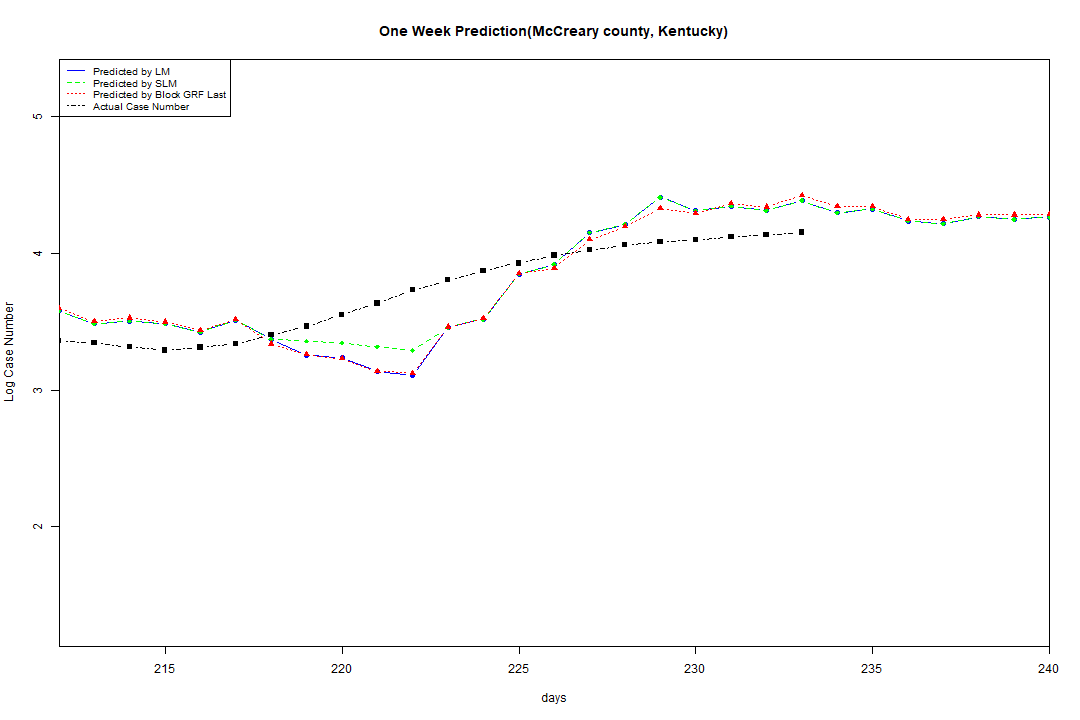 One Week Prediction(McCreary county, Kentucky)
Predicted by LM
Predicted by SLM
Predicted by Block GRF Last
Actual Case Number
5
4
3
2
Log Case Number
215 220 225 230 235 240
days